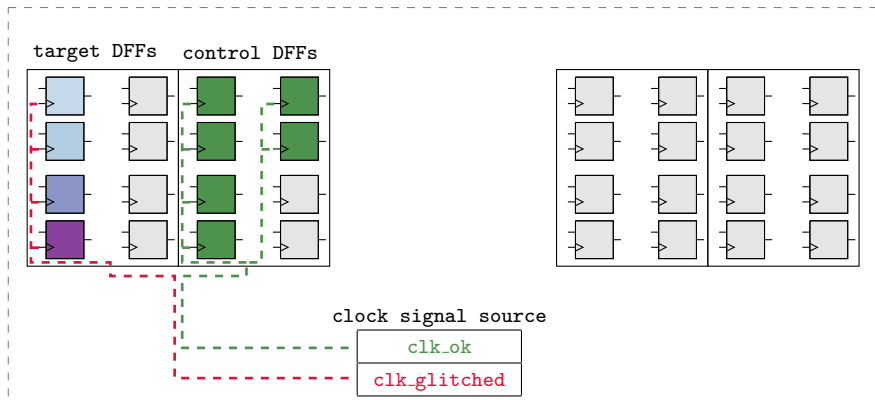 target DFFs
control DFFs
clock signal source
clk_ok
clk_glitched